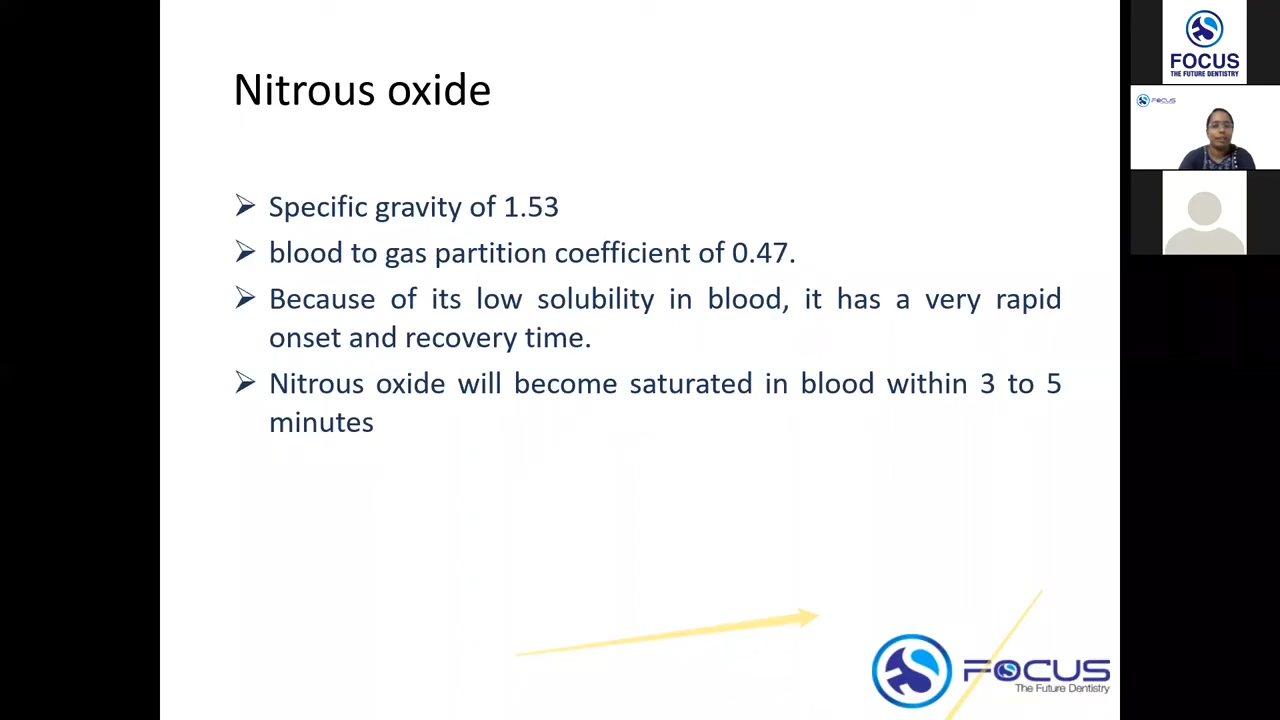 Nitrous oxide
Specific gravity of 1.53
blood to gas partition coefficient of 0.47.
Because of its low solubility in blood, it has a very rapid
onset and recovery time.
Nitrous oxide will become saturated in blood within 3 to 5
minutes
FOCUS
The Future Dentistry
FOCUS
THE FUTURE DENTISTRY
FOCUS